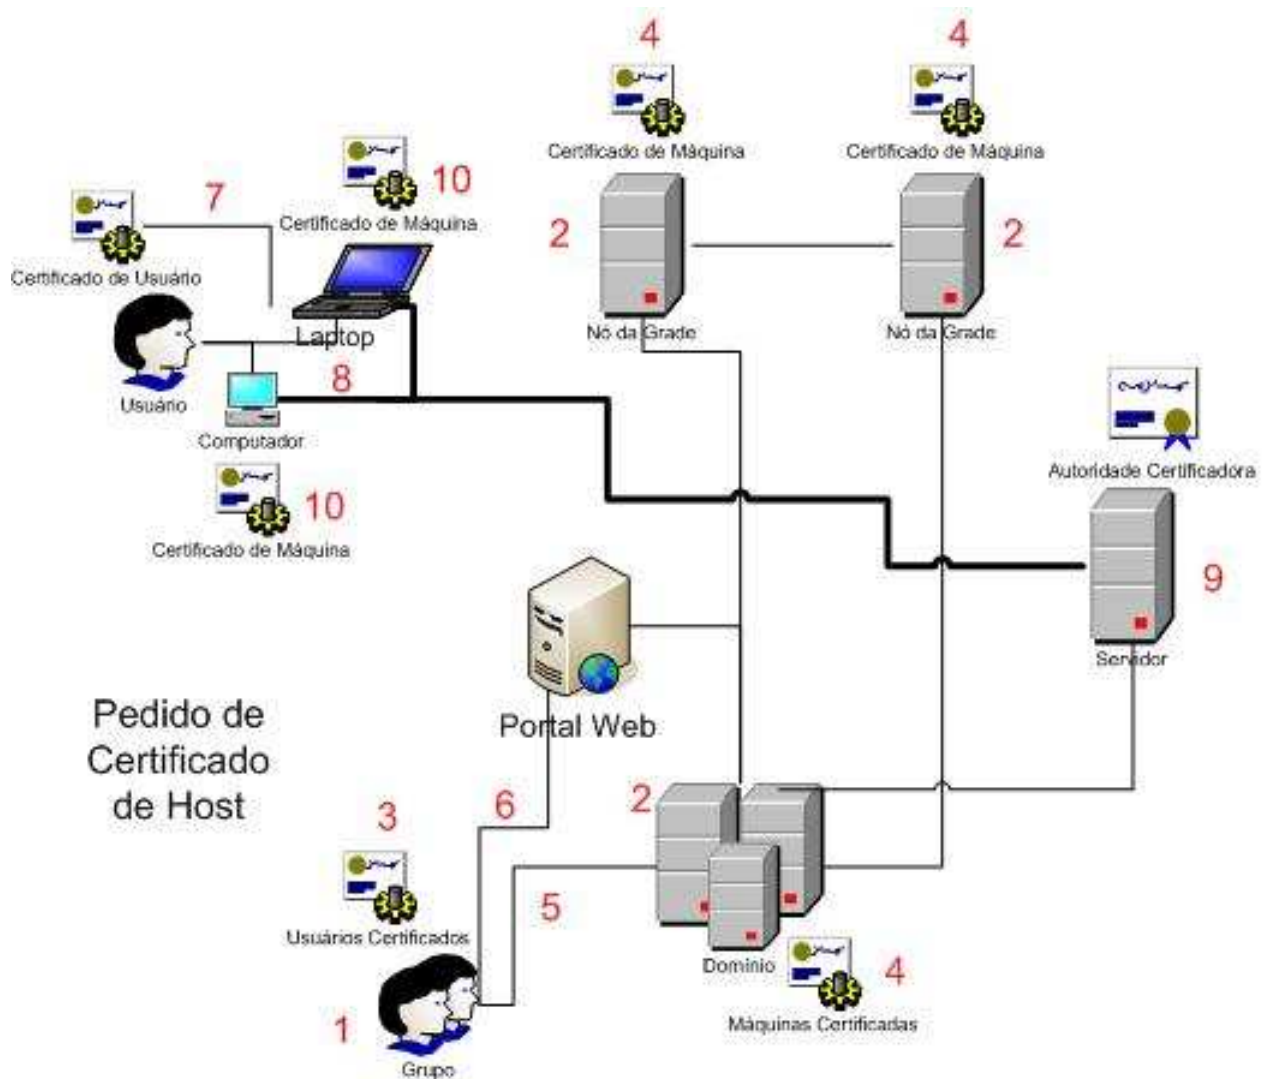 4
4
Certificado de Máquina
Certificado de Máquina
7
10
Certificado de Máquina
2
2
Certificado de Usuário
Laptop
Nó da Grade
Nó da Grade
8
Usuário
Computador
Autoridade Certificadora
10
Certificado de Máquina
9
Servidor
Portal Web
Pedido de
Certificado
de Host
2
6
3
5
Usuários Certificados
Domínio
4
1
Máquinas Certificadas
Grupo